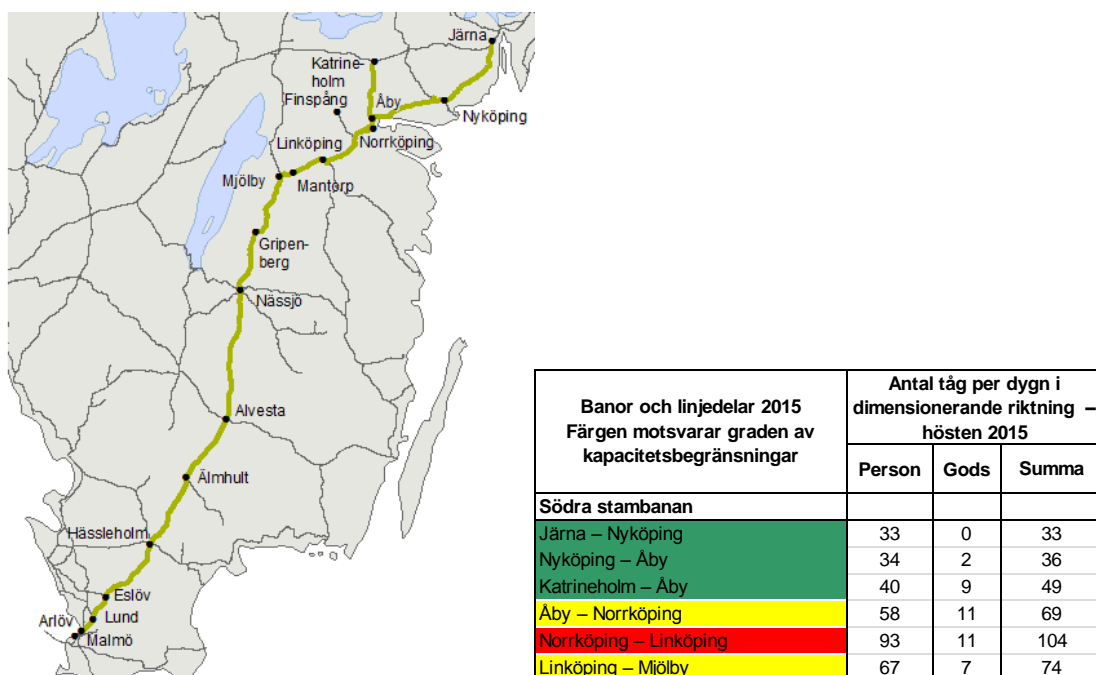 Järna
Katrine-
holm
Finspång
Åby
Nyköping
Linköping
Norrköping
Mjölby
Mantorp
Gripen-
berg
Nässjö
Alvesta
Älmhult
Hässleholm
Eslöv
Arlöv
Lund
Malmö
Banor och linjedelar 2015
Färgen motsvarar graden av
kapacitetsbegränsningar
Antal tåg per dygn i
dimensionerande riktning –
hösten 2015
Person Gods Summa
Södra stambanan
Järna – Nyköping 33 0 33
Nyköping – Åby 34 2 36
Katrineholm – Åby 40 9 49
Åby – Norrköping 58 11 69
Norrköping – Linköping 93 11 104
Linköping – Mjölby 67 7 74